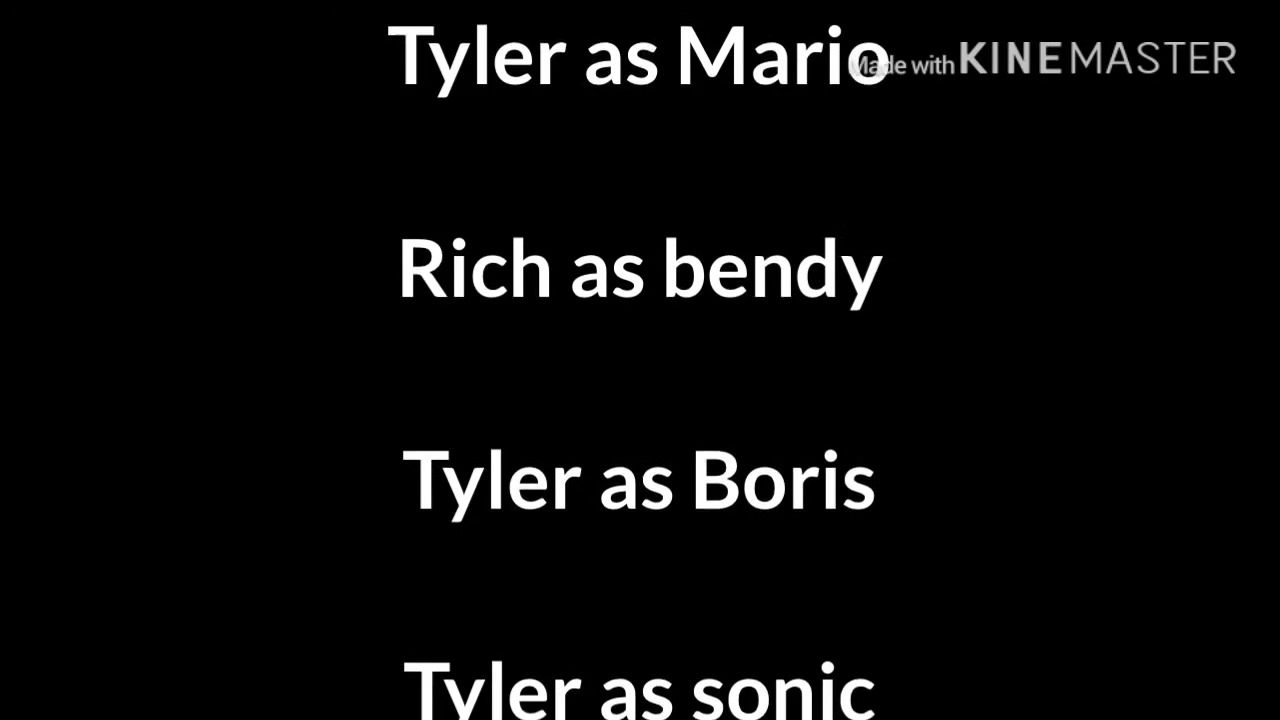 Tyler as Mario
Made with KINEMASTER
Rich as bendy
Tyler as Boris
Tyler as sonic